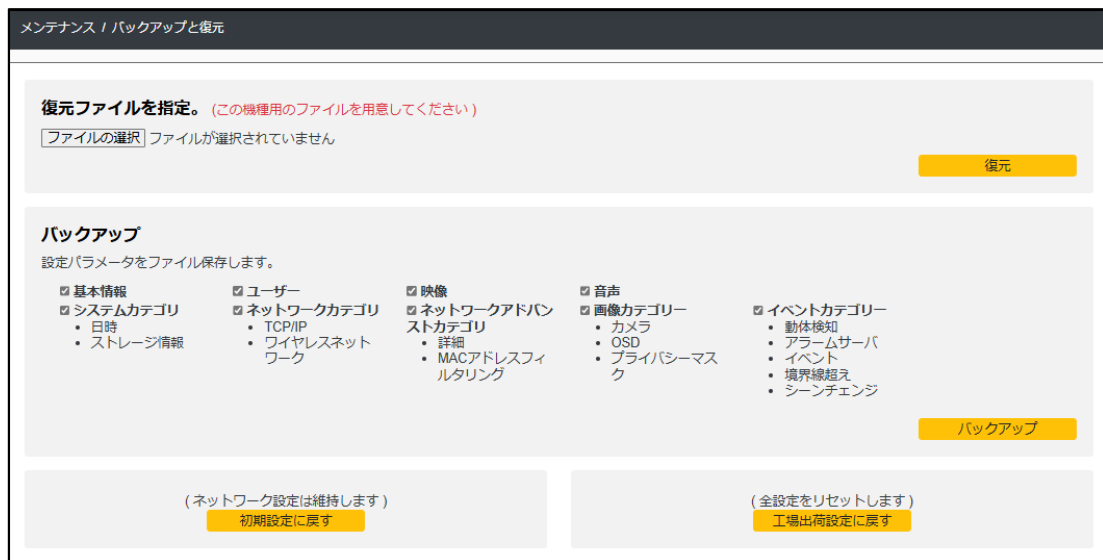 メンテナンス / バックアップと復元
復元ファイルを指定。 (この機種用のファイルを用意してください)
ファイルの選択 ファイルが選択されていません
復元
バックアップ
設定パラメータをファイル保存します。
基本情報
ユーザー
映像
音声
システムカテゴリ
・日時
・ストレージ情報
ネットワークカテゴリ
・TCP/IP
・ワイヤレスネット
ワーク
ネットワークアドバン
ストカテゴリ
・詳細
・MACアドレスフィ
ルタリング
画像カテゴリー
・カメラ
・OSD
・プライバシーマス
ク
イベントカテゴリー
・動体検知
・アラームサーバ
・イベント
・境界線超え
・シーンチェンジ
バックアップ
(ネットワーク設定は維持します)
初期設定に戻す
(全設定をリセットします)
工場出荷設定に戻す